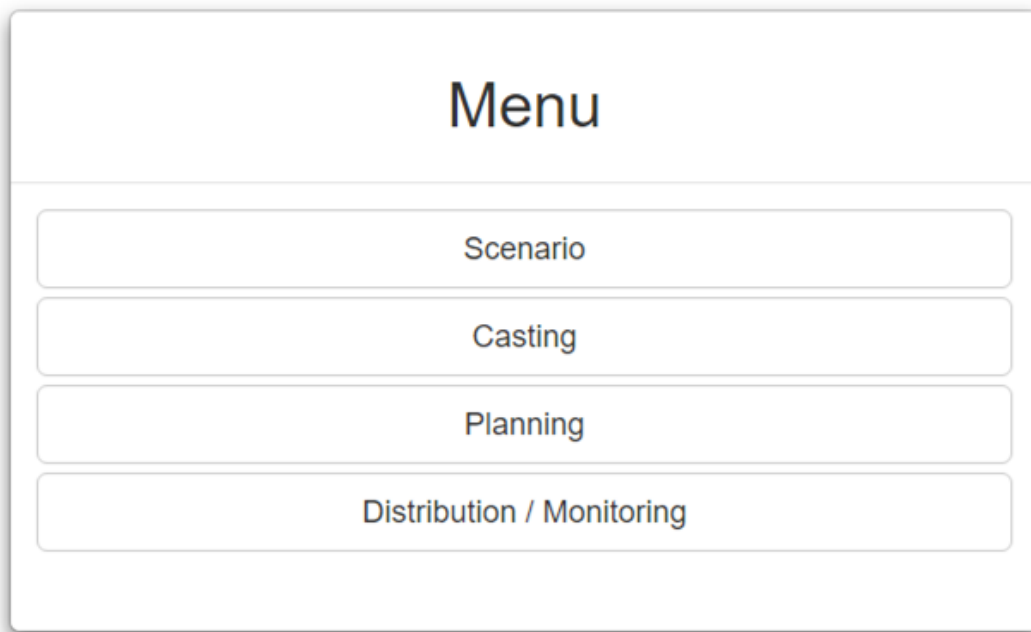 Menu
Scenario
Casting
Planning
Distribution / Monitoring